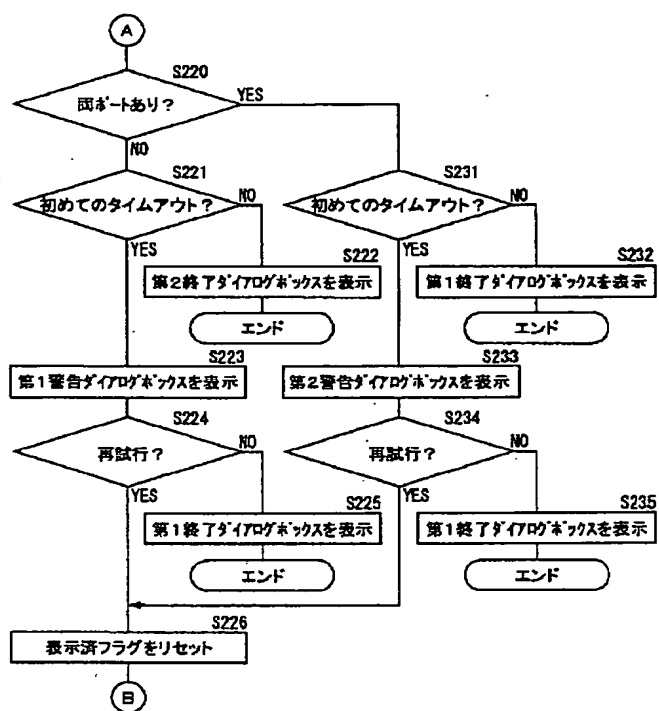 A
S220
両ポートあり?
YES
NO
S221
初めてのタイムアウト?
NO
YES
S231
初めてのタイムアウト?
NO
YES
S222
第2終了ダイアログボックスを表示
エンド
S232
第1終了ダイアログボックスを表示
エンド
S223
第1警告ダイアログボックスを表示
S233
第2警告ダイアログボックスを表示
S224
再試行?
NO
YES
S234
再試行?
NO
YES
S225
第1終了ダイアログボックスを表示
エンド
S235
第1終了ダイアログボックスを表示
エンド
S226
表示済フラグをリセット
B